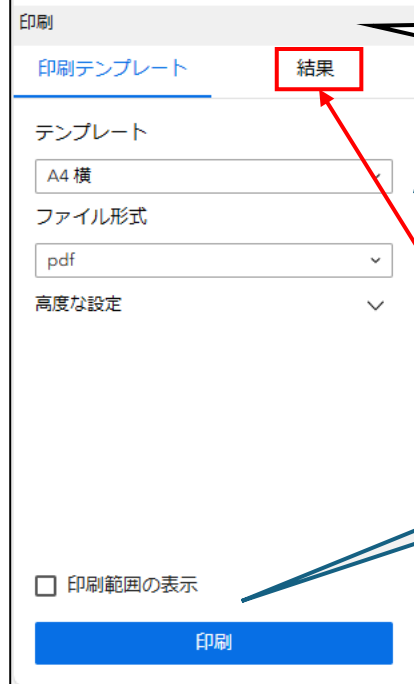 印刷
印刷テンプレート 結果
テンプレート
A4 横
ファイル形式
pdf
高度な設定
印刷範囲の表示
印刷